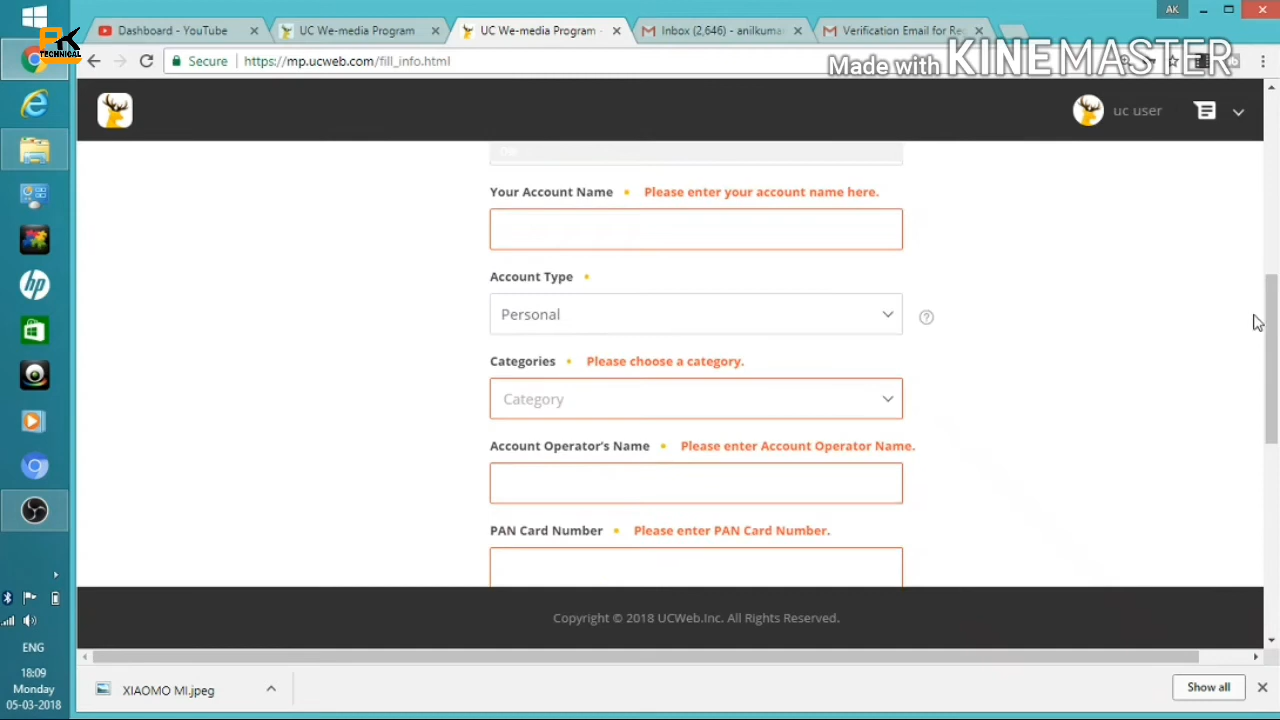 AK
Dashboard - YouTube
UC We-media Program
UC We-media Program -
Inbox (2,646) - anilkuma
Verification Email for Re
AK
TECHNICAL
Secure
https://mp.ucweb.com/fill_info.html
Made with KINEMASTER
uc user
Your Account Name
Please enter your account name here.
Account Type
Personal
?
Categories
Please choose a category.
Category
Account Operator's Name
Please enter Account Operator Name.
PAN Card Number
Please enter PAN Card Number.
Copyright © 2018 UCWeb.Inc. All Rights Reserved.
hp
ENG
18:09
Monday
05-03-2018
XIAOMO MI.jpeg
Show all